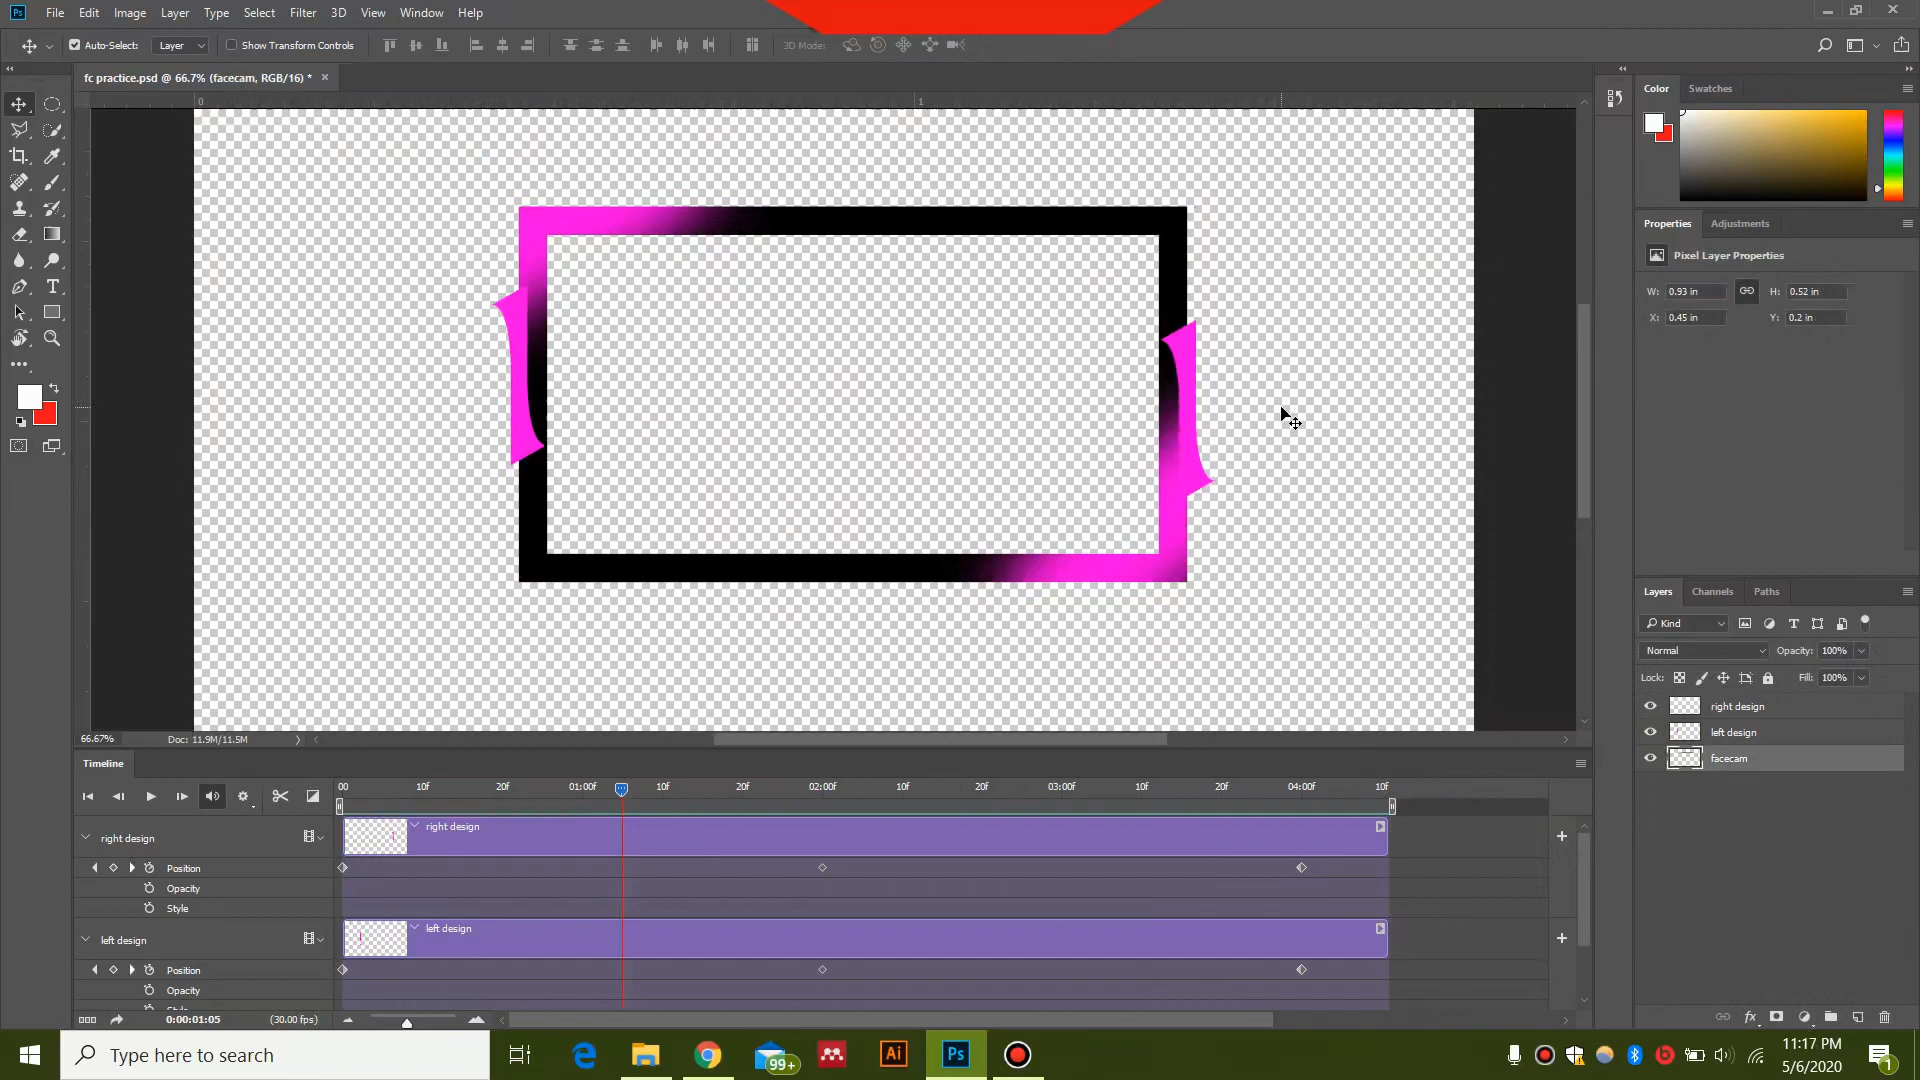 Ps File Edit Image Layer Type Select Filter 3D View Window Help
Auto-Select: Layer Show Transform Controls 3D Mode:
fc practice.psd @ 66.7% (facecam, RGB/16) * ×
0 1
Color Swatches
Properties Adjustments
Pixel Layer Properties
W: 0.93 in H: 0.52 in
X: 0.45 in Y: 0.2 in
Layers Channels Paths
Kind
Normal Opacity: 100%
Lock: Fill: 100%
right design
left design
facecam
66.67% Doc: 11.9M/11.5M
Timeline
00 10f 20f 01:00f 10f 20f 02:00f 10f 20f 03:00f 10f 20f 04:00f 10f
right design right design
Position
Opacity
Style
left design left design
Position
Opacity
Style
0:00:01:05 (30.00 fps)
Type here to search 99+ Ai Ps
11:17 PM
5/6/2020
1